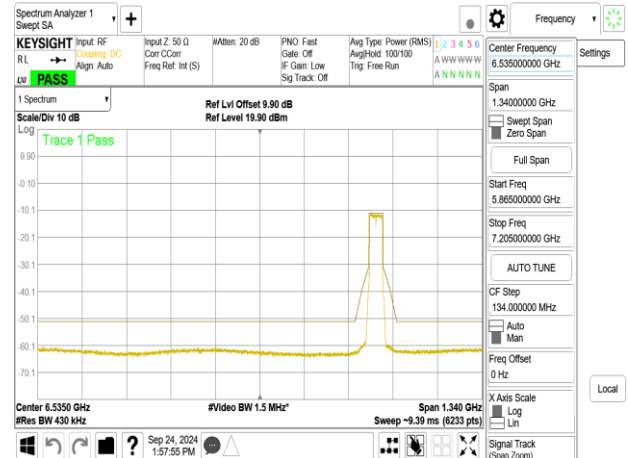 Spectrum Analyzer 1
Swept SA
Frequency
KEYSIGHT
RL
LXI
PASS
Input: RF
Coupling: DC
Align: Auto
Input Z: 50 Ω
Corr CCorr
Freq Ref: Int (S)
#Atten: 20 dB
PNO: Fast
Gate: Off
IF Gain: Low
Sig Track: Off
Avg Type: Power (RMS)
Avg|Hold: 100/100
Trig: Free Run
1 2 3 4 5 6
A W W W W W
A N N N N N
1 Spectrum
Scale/Div 10 dB
Ref Lvl Offset 9.90 dB
Ref Level 19.90 dBm
Log
Trace 1 Pass
9.90
-0.10
-10.1
-20.1
-30.1
-40.1
-50.1
-60.1
-70.1
Center 6.5350 GHz
#Video BW 1.5 MHz*
Span 1.340 GHz
#Res BW 430 kHz
Sweep ~9.39 ms (6233 pts)
Sep 24, 2024
1:57:55 PM
Center Frequency
6.535000000 GHz
Settings
Span
1.34000000 GHz
Swept Span
Zero Span
Full Span
Start Freq
5.865000000 GHz
Stop Freq
7.205000000 GHz
AUTO TUNE
CF Step
134.000000 MHz
Auto
Man
Freq Offset
0 Hz
X Axis Scale
Log
Lin
Local
Signal Track
(Span Zoom)